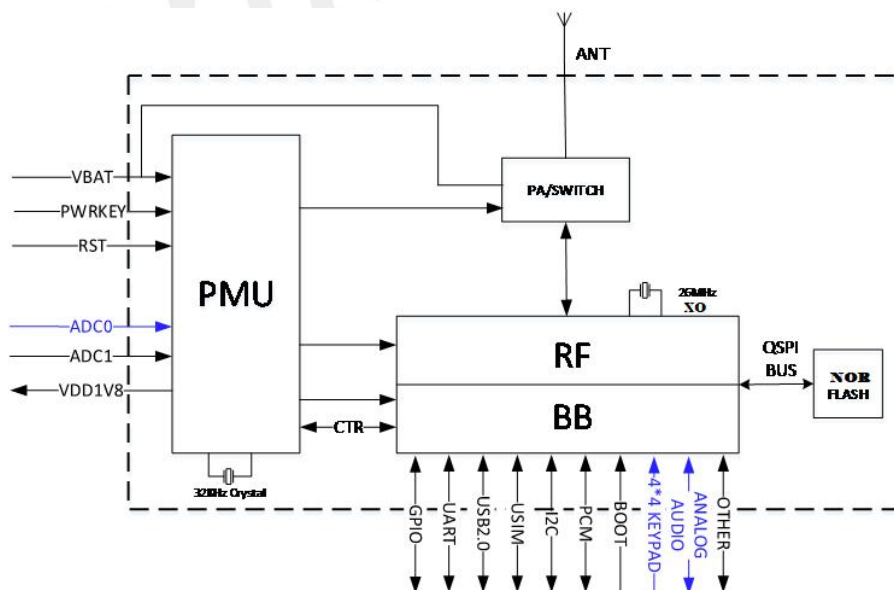 ANT
VBAT
PWRKEY
RST
ADC0
ADC1
VDD1V8
PMU
32KHz Crystal
PA/SWITCH
26MHz
XO
RF
BB
CTR
QSPI
BUS
NOR
FLASH
GPIO
UART
USB2.0
USIM
I2C
PCM
BOOT
4*4 KEYPAD
ANALOG
AUDIO
OTHER